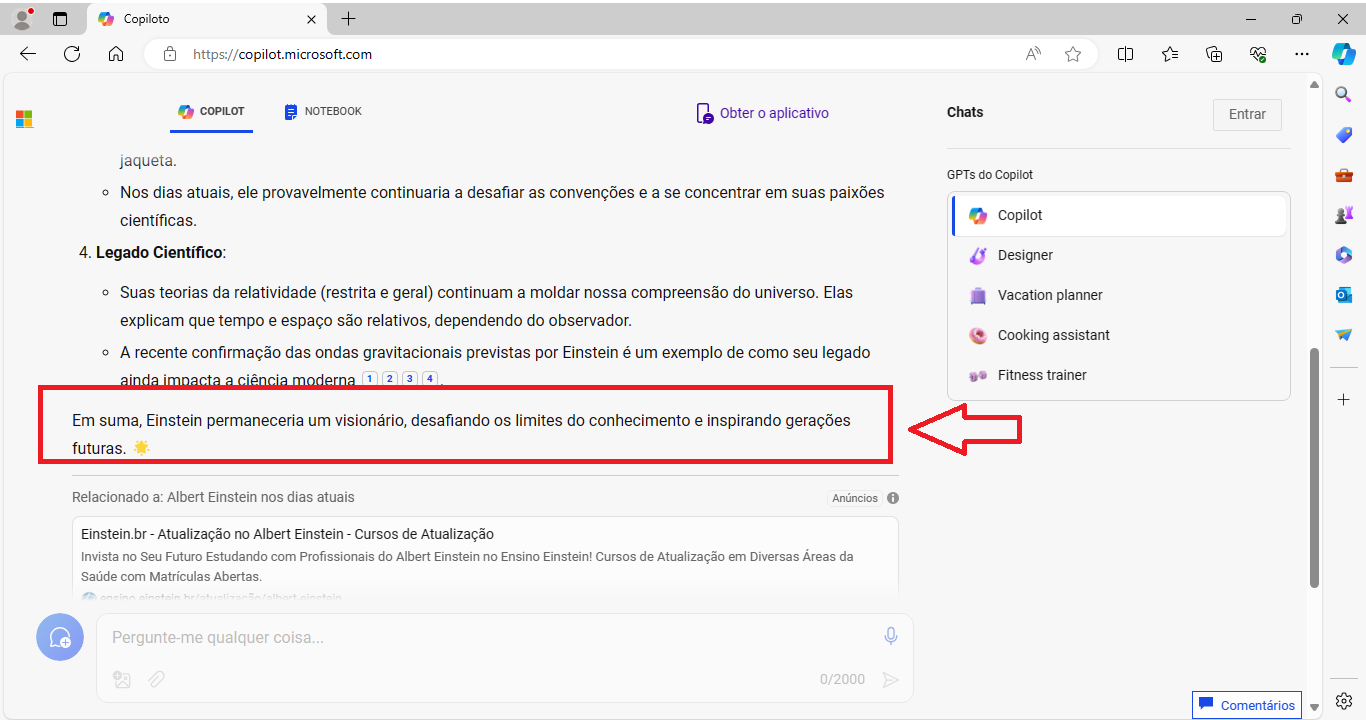 Copiloto
https://copilot.microsoft.com
COPILOT
NOTEBOOK
Obter o aplicativo
jaqueta.
Nos dias atuais, ele provavelmente continuaria a desafiar as convenções e a se concentrar em suas paixões
científicas.
4. Legado Científico:
Suas teorias da relatividade (restrita e geral) continuam a moldar nossa compreensão do universo. Elas
explicam que tempo e espaço são relativos, dependendo do observador.
A recente confirmação das ondas gravitacionais previstas por Einstein é um exemplo de como seu legado
ainda impacta a ciência moderna 1 2 3 4.
Em suma, Einstein permaneceria um visionário, desafiando os limites do conhecimento e inspirando gerações
futuras. 🌟
Relacionado a: Albert Einstein nos dias atuais
Anúncios
Einstein.br - Atualização no Albert Einstein - Cursos de Atualização
Invista no Seu Futuro Estudando com Profissionais do Albert Einstein no Ensino Einstein! Cursos de Atualização em Diversas Áreas da
Saúde com Matrículas Abertas.
ensino.einstein.br/atualização/albert einstein
Pergunte-me qualquer coisa...
0/2000
Chats
Entrar
GPTs do Copilot
Copilot
Designer
Vacation planner
Cooking assistant
Fitness trainer
Comentários